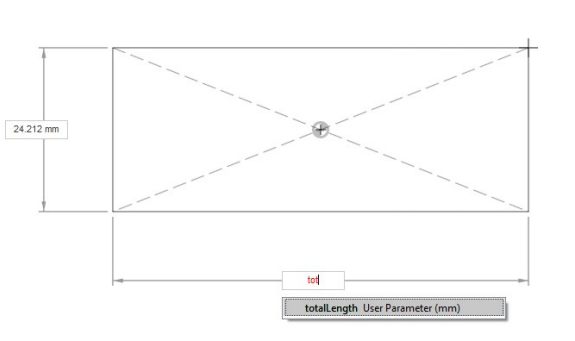 24.212 mm
tot
totalLength User Parameter (mm)